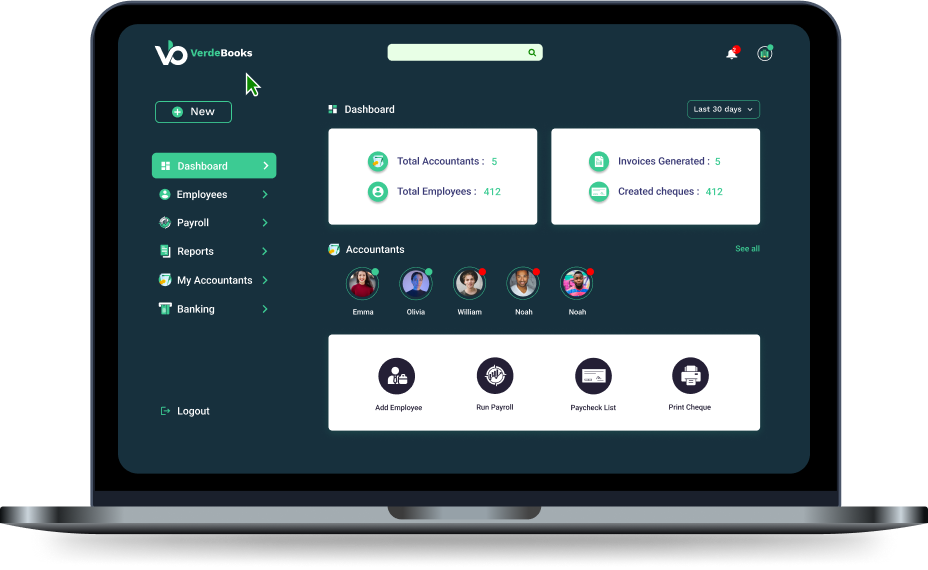 VerdeBooks
2
New
Dashboard
Last 30 days
Dashboard
Employees
Payroll
Reports
My Accountants
Banking
Logout
Total Accountants : 5
Total Employees : 412
Invoices Generated : 5
Created cheques : 412
Accountants
See all
Emma
Olivia
William
Noah
Noah
Add Employee
Run Payroll
Paycheck List
Print Cheque